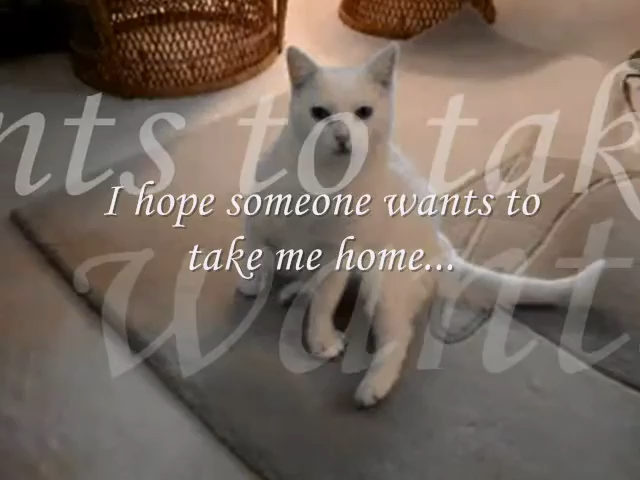 nts to tak
I hope someone wants to
take me home...
want